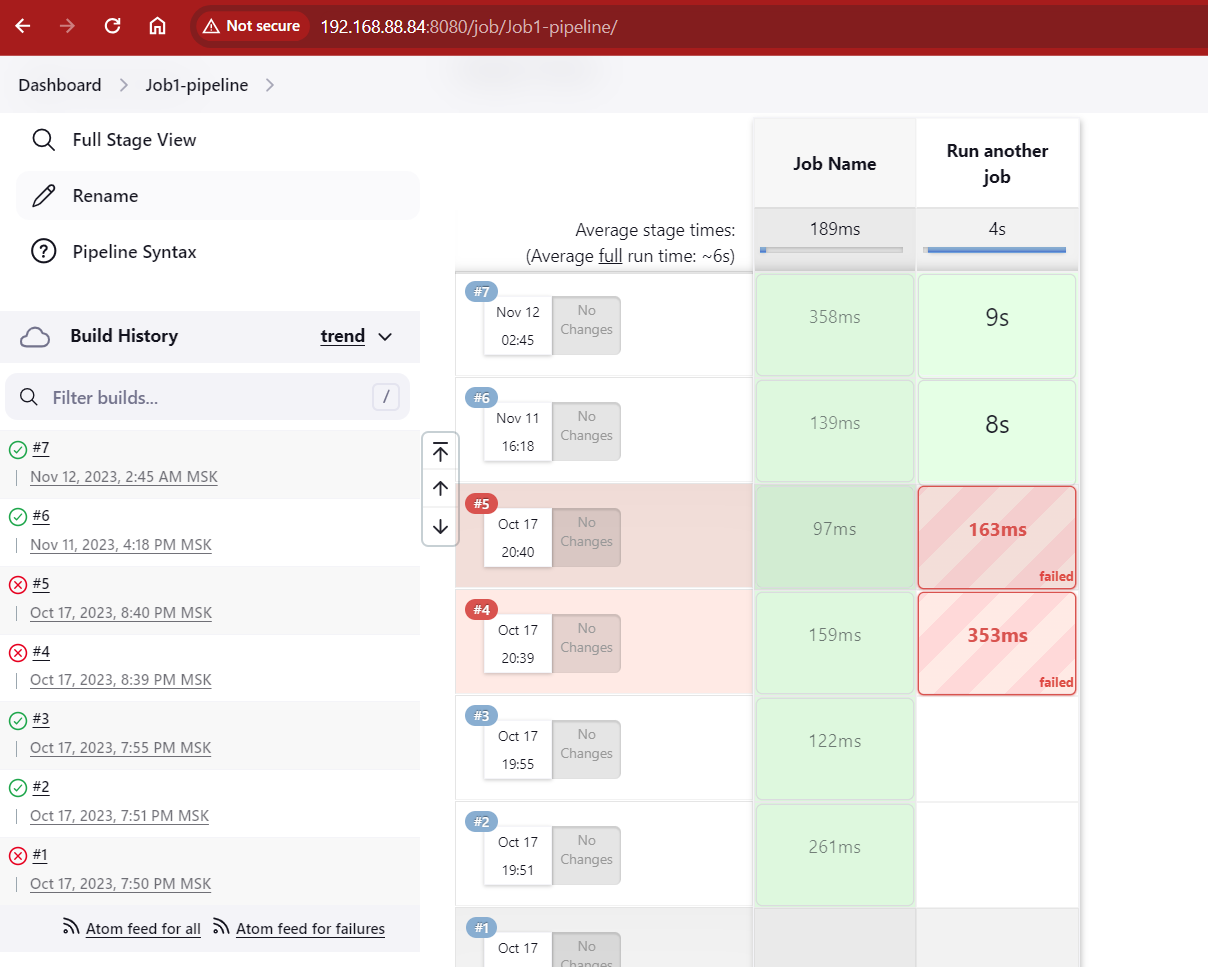 Not secure 192.168.88.84:8080/job/Job1-pipeline/
Dashboard Job1-pipeline
Full Stage View
Rename
Pipeline Syntax
Build History trend
Filter builds... /
#7
Nov 12, 2023, 2:45 AM MSK
#6
Nov 11, 2023, 4:18 PM MSK
#5
Oct 17, 2023, 8:40 PM MSK
#4
Oct 17, 2023, 8:39 PM MSK
#3
Oct 17, 2023, 7:55 PM MSK
#2
Oct 17, 2023, 7:51 PM MSK
#1
Oct 17, 2023, 7:50 PM MSK
Atom feed for all Atom feed for failures
Job Name
Run another
job
Average stage times:
(Average full run time: ~6s)
189ms
4s
#7
Nov 12
02:45
No
Changes
358ms
9s
#6
Nov 11
16:18
No
Changes
139ms
8s
#5
Oct 17
20:40
No
Changes
97ms
163ms
failed
#4
Oct 17
20:39
No
Changes
159ms
353ms
failed
#3
Oct 17
19:55
No
Changes
122ms
#2
Oct 17
19:51
No
Changes
261ms
#1
Oct 17
No
Changes